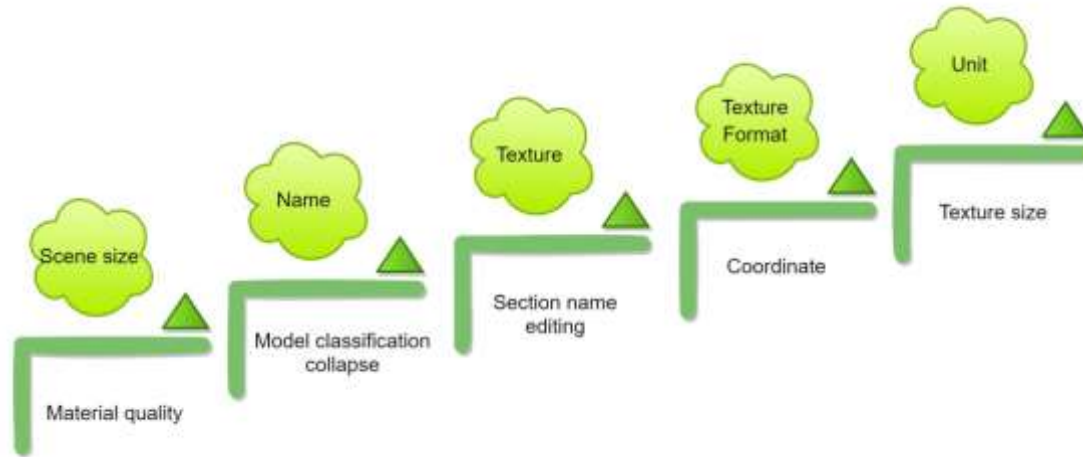 Scene size
Material quality
Name
Model classification
collapse
Texture
Section name
editing
Texture
Format
Coordinate
Unit
Texture size